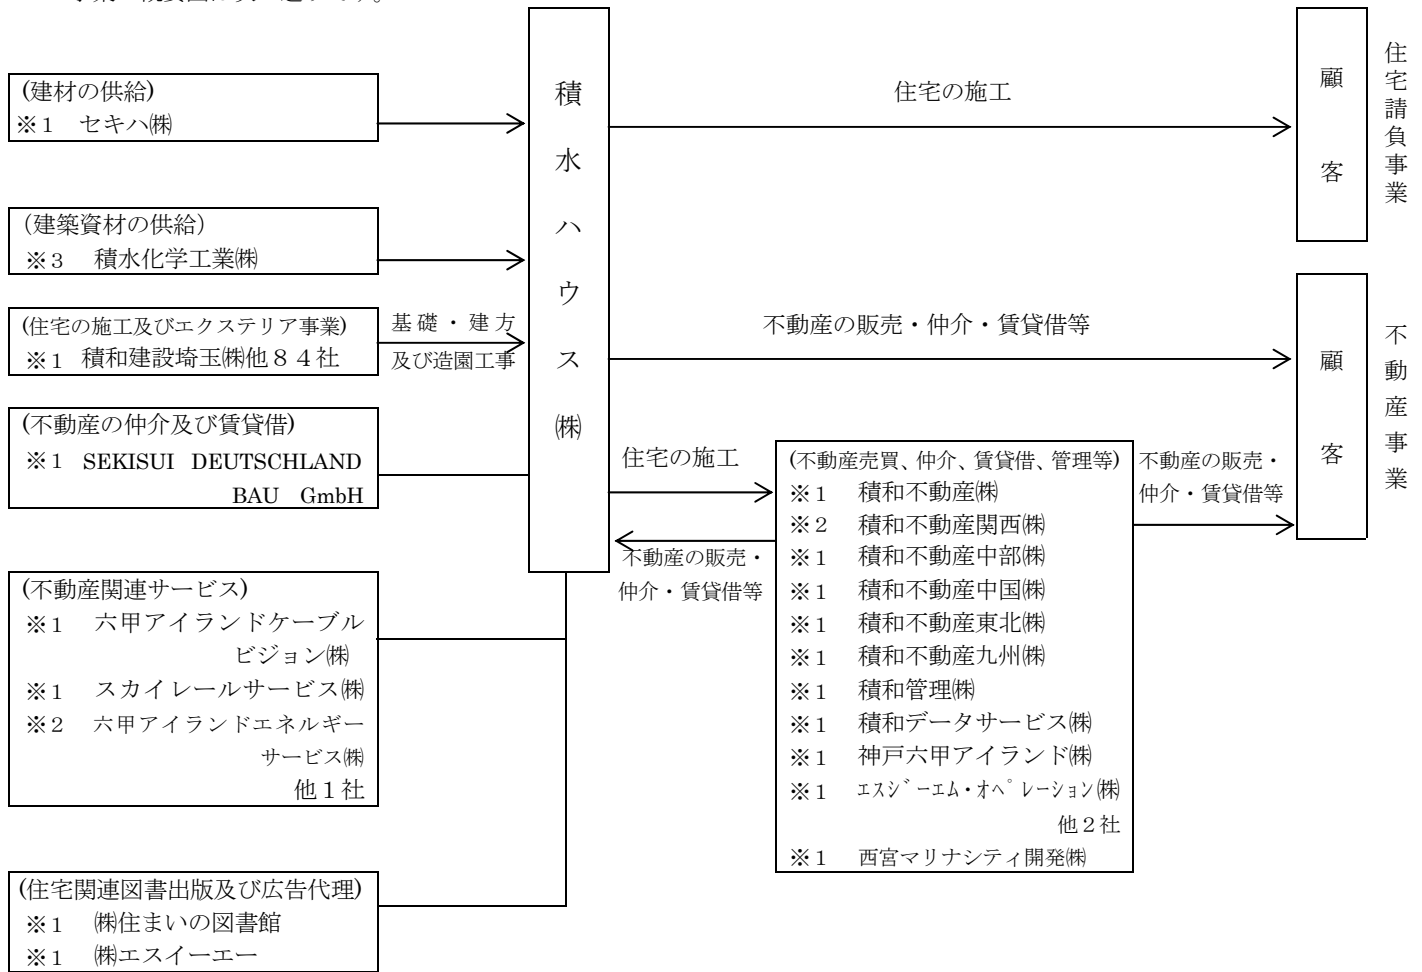 (建材の供給)
※1 セキハ㈱
(建築資材の供給)
※3 積水化学工業㈱
(住宅の施工及びエクステリア事業)
※1 積和建設埼玉㈱他84社
基礎・建方
及び造園工事
(不動産の仲介及び賃貸借)
※1 SEKISUI DEUTSCHLAND
BAU GmbH
(不動産関連サービス)
※1 六甲アイランドケーブル
ビジョン㈱
※1 スカイレールサービス㈱
※2 六甲アイランドエネルギー
サービス㈱
他1社
(住宅関連図書出版及び広告代理)
※1 ㈱住まいの図書館
※1 ㈱エスイーエー
積水ハウス㈱
住宅の施工
顧客
住宅請負事業
不動産の販売・仲介・賃貸借等
顧客
不動産事業
住宅の施工
不動産の販売・
仲介・賃貸借等
(不動産売買、仲介、賃貸借、管理等)
※1 積和不動産㈱
※2 積和不動産関西㈱
※1 積和不動産中部㈱
※1 積和不動産中国㈱
※1 積和不動産東北㈱
※1 積和不動産九州㈱
※1 積和管理㈱
※1 積和データサービス㈱
※1 神戸六甲アイランド㈱
※1 ｴｽｼﾞｰｴﾑ・ｵﾍﾟﾚｰｼｮﾝ㈱
他2社
※1 西宮マリナシティ開発㈱
不動産の販売・
仲介・賃貸借等